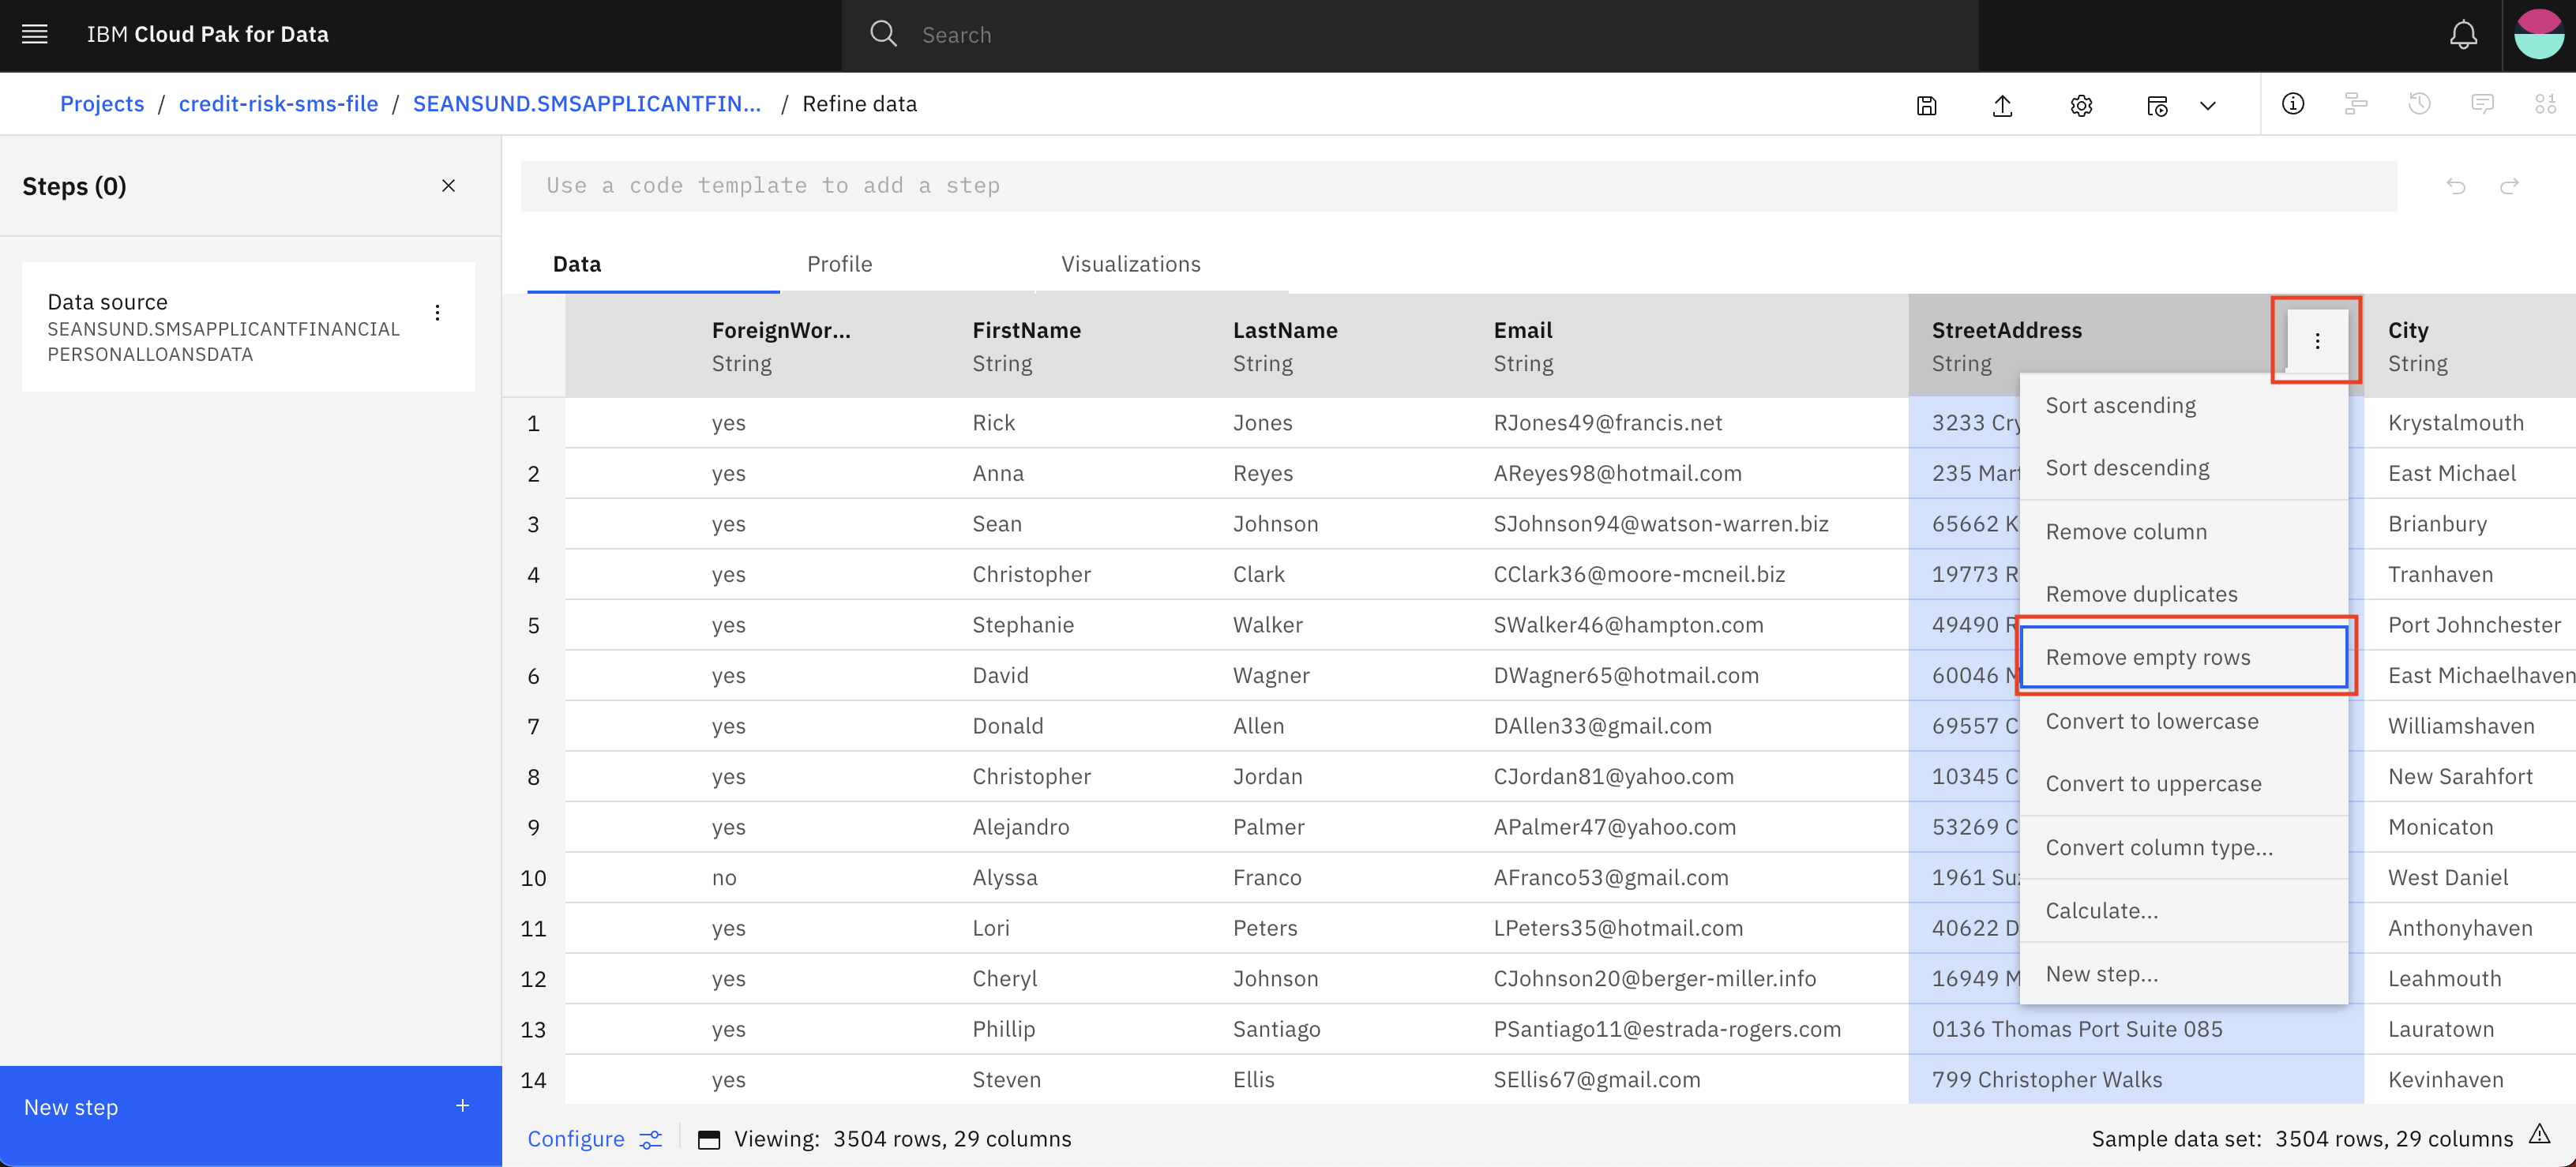 IBM Cloud Pak for Data
Search
Projects / credit-risk-sms-file / SEANSUND.SMSAPPLICANTFIN... / Refine data
Steps (0)
Use a code template to add a step
Data source
SEANSUND.SMSAPPLICANTFINANCIAL
PERSONALLOANSDATA
New step +
Data Profile Visualizations
ForeignWor... FirstName LastName Email StreetAddress City
String String String String String String
1 yes Rick Jones RJones49@francis.net 3233 Krystalmouth
2 yes Anna Reyes AReyes98@hotmail.com 235 East Michael
3 yes Sean Johnson SJohnson94@watson-warren.biz 65662 Brianbury
4 yes Christopher Clark CClark36@moore-mcneil.biz 19773 Tranhaven
5 yes Stephanie Walker SWalker46@hampton.com 49490 Port Johnchester
6 yes David Wagner DWagner65@hotmail.com 60046 East Michaelhaven
7 yes Donald Allen DAllen33@gmail.com 69557 Williamshaven
8 yes Christopher Jordan CJordan81@yahoo.com 10345 New Sarahfort
9 yes Alejandro Palmer APalmer47@yahoo.com 53269 Monicaton
10 no Alyssa Franco AFranco53@gmail.com 1961 West Daniel
11 yes Lori Peters LPeters35@hotmail.com 40622 Anthonyhaven
12 yes Cheryl Johnson CJohnson20@berger-miller.info 16949 Leahmouth
13 yes Phillip Santiago PSantiago11@estrada-rogers.com 0136 Thomas Port Suite 085 Lauratown
14 yes Steven Ellis SEllis67@gmail.com 799 Christopher Walks Kevinhaven
Sort ascending
Sort descending
Remove column
Remove duplicates
Remove empty rows
Convert to lowercase
Convert to uppercase
Convert column type...
Calculate...
New step...
Configure Viewing: 3504 rows, 29 columns
Sample data set: 3504 rows, 29 columns